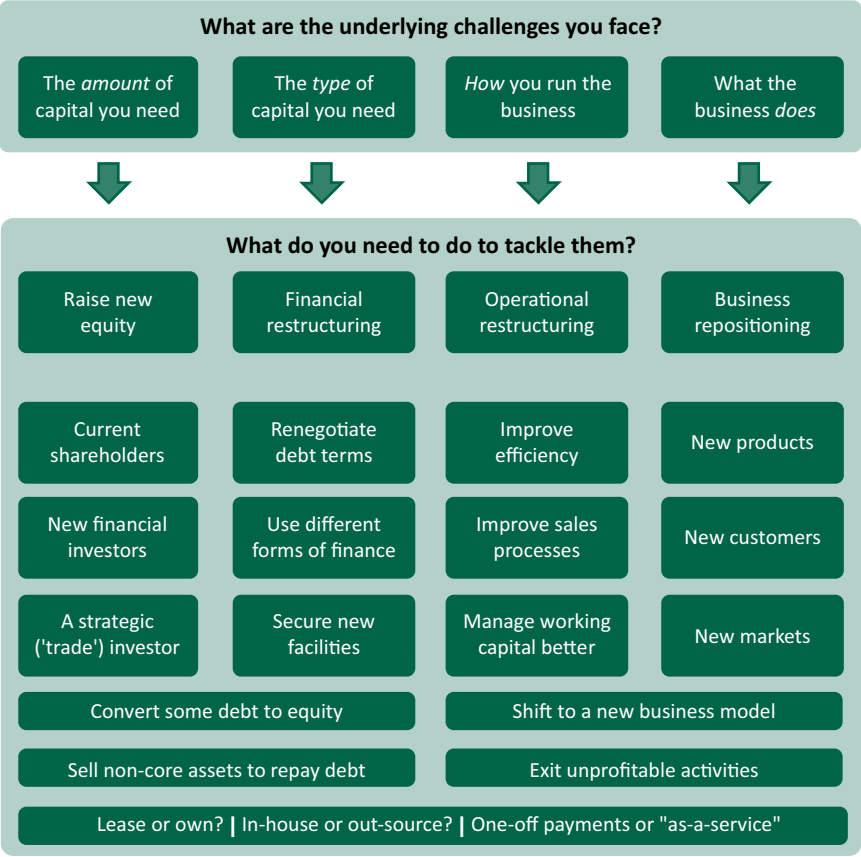 What are the underlying challenges you face?
The amount of
capital you need
The type of
capital you need
How you run the
business
What the
business does
What do you need to do to tackle them?
Raise new
equity
Financial
restructuring
Operational
restructuring
Business
repositioning
Current
shareholders
Renegotiate
debt terms
Improve
efficiency
New products
New financial
investors
Use different
forms of finance
Improve sales
processes
New customers
A strategic
('trade') investor
Secure new
facilities
Manage working
capital better
New markets
Convert some debt to equity
Shift to a new business model
Sell non-core assets to repay debt
Exit unprofitable activities
Lease or own? | In-house or out-source? | One-off payments or "as-a-service"